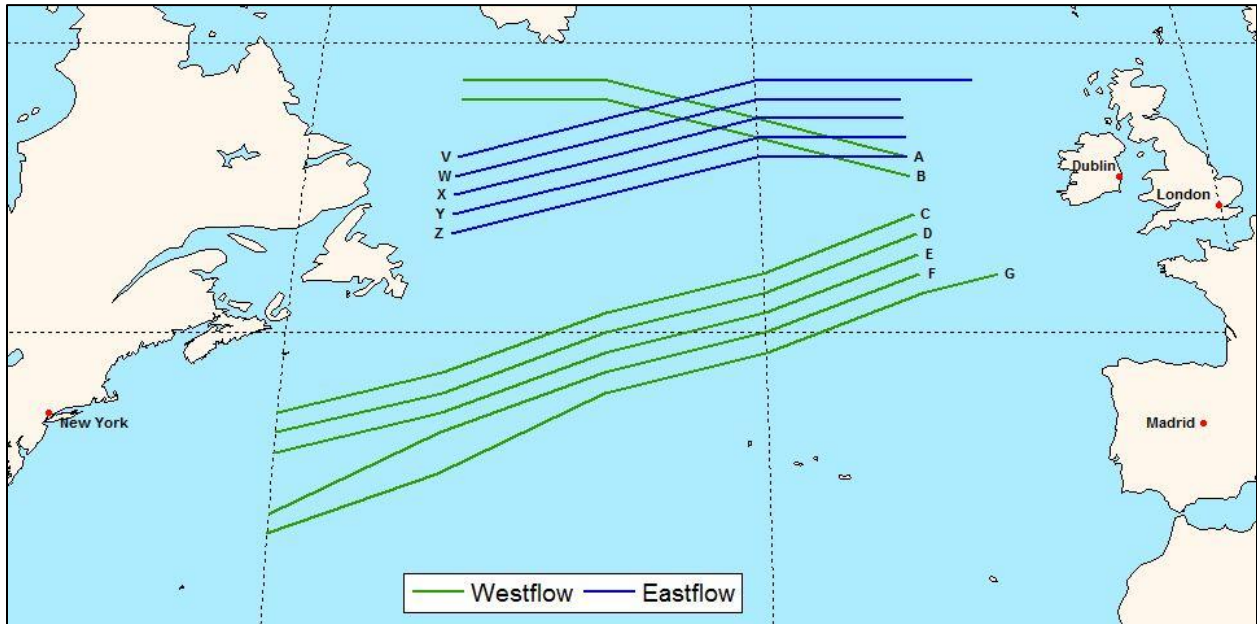 V
W
X
Y
Z
A
B
C
D
E
F
G
Dublin
London
New York
Madrid
Westflow
Eastflow